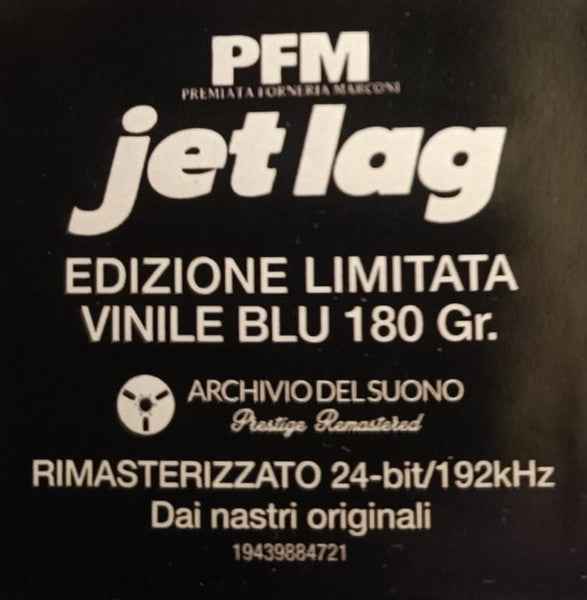 PFM
PREMIATA FORNERIA MARCONI
jet lag
EDIZIONE LIMITATA
VINILE BLU 180 Gr.
ARCHIVIO DEL SUONO
Prestige Remastered
RIMASTERIZZATO 24-bit/192kHz
Dai nastri originali
19439884721